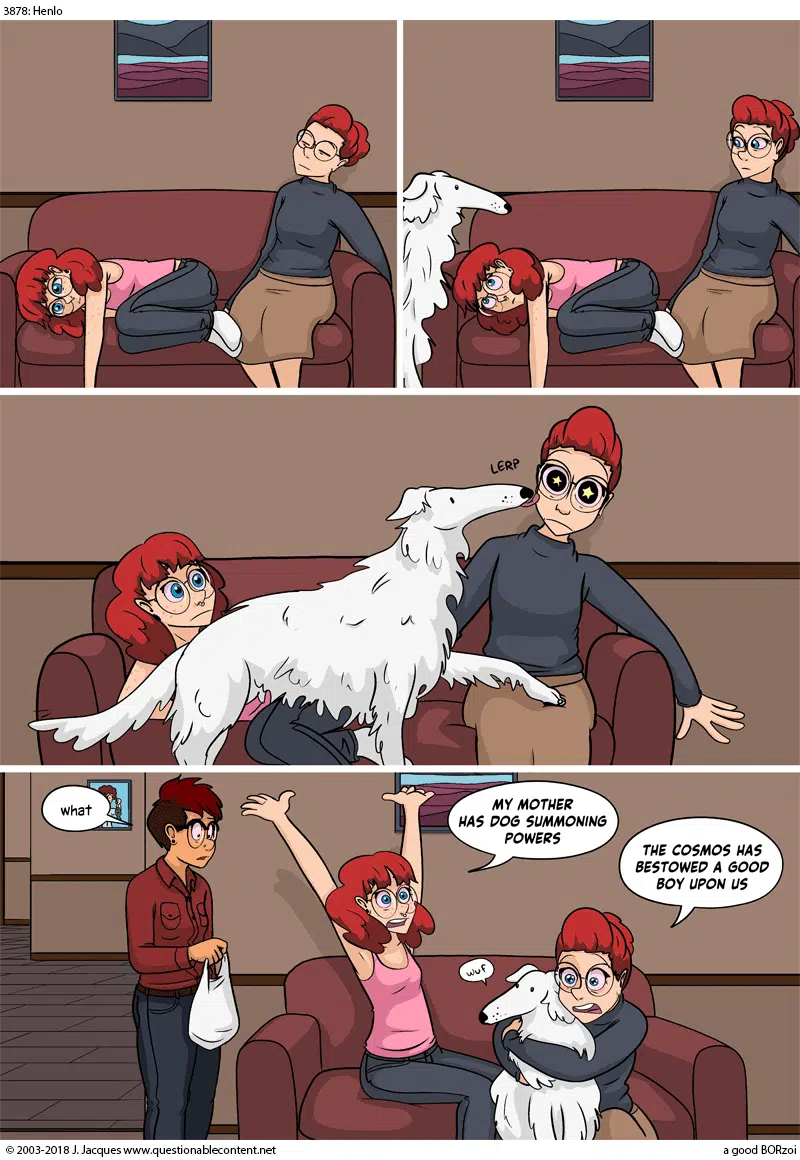 3878: Henlo
LERP
what
MY MOTHER
HAS DOG SUMMONING
POWERS
THE COSMOS HAS
BESTOWED A GOOD
BOY UPON US
wuf
© 2003-2018 J. Jacques www.questionablecontent.net
a good BORzoi